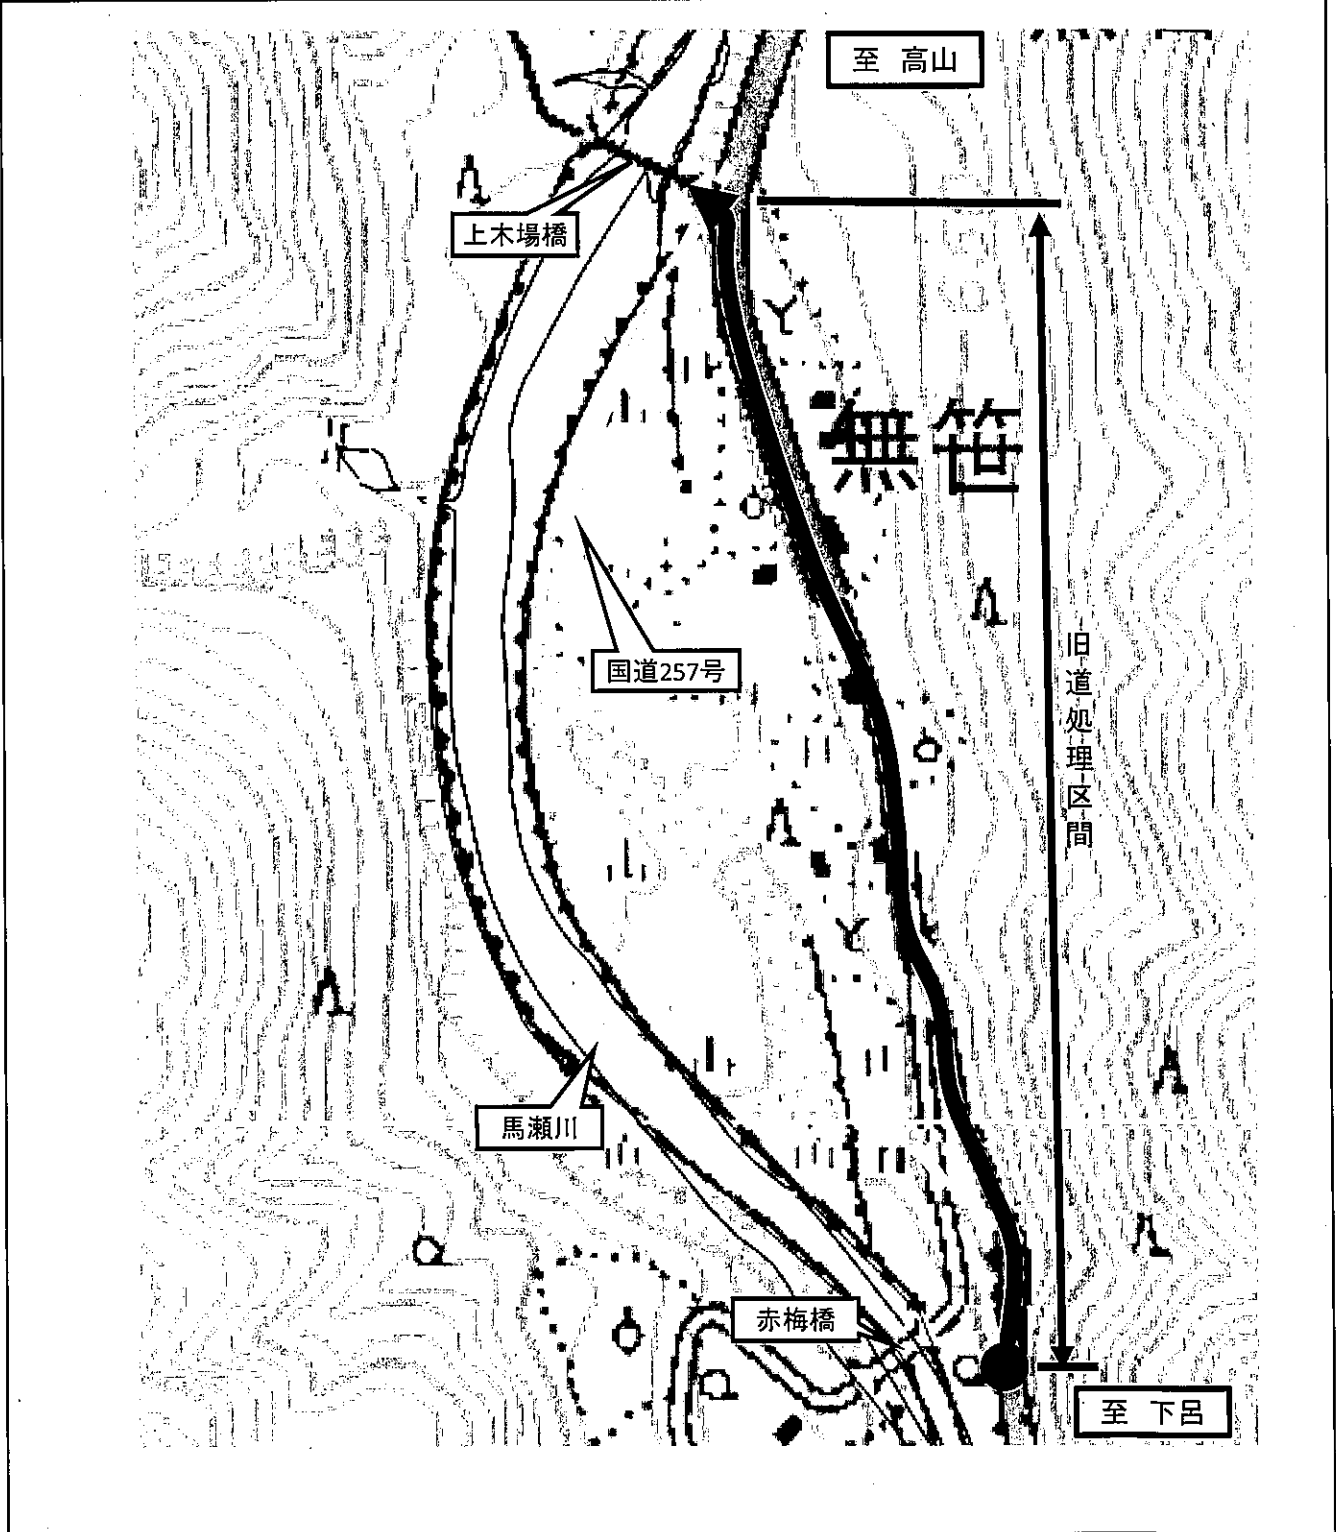 至 高山
上木場橋
無笹
国道257号
旧道処理区間
馬瀬川
赤梅橋
至 下呂